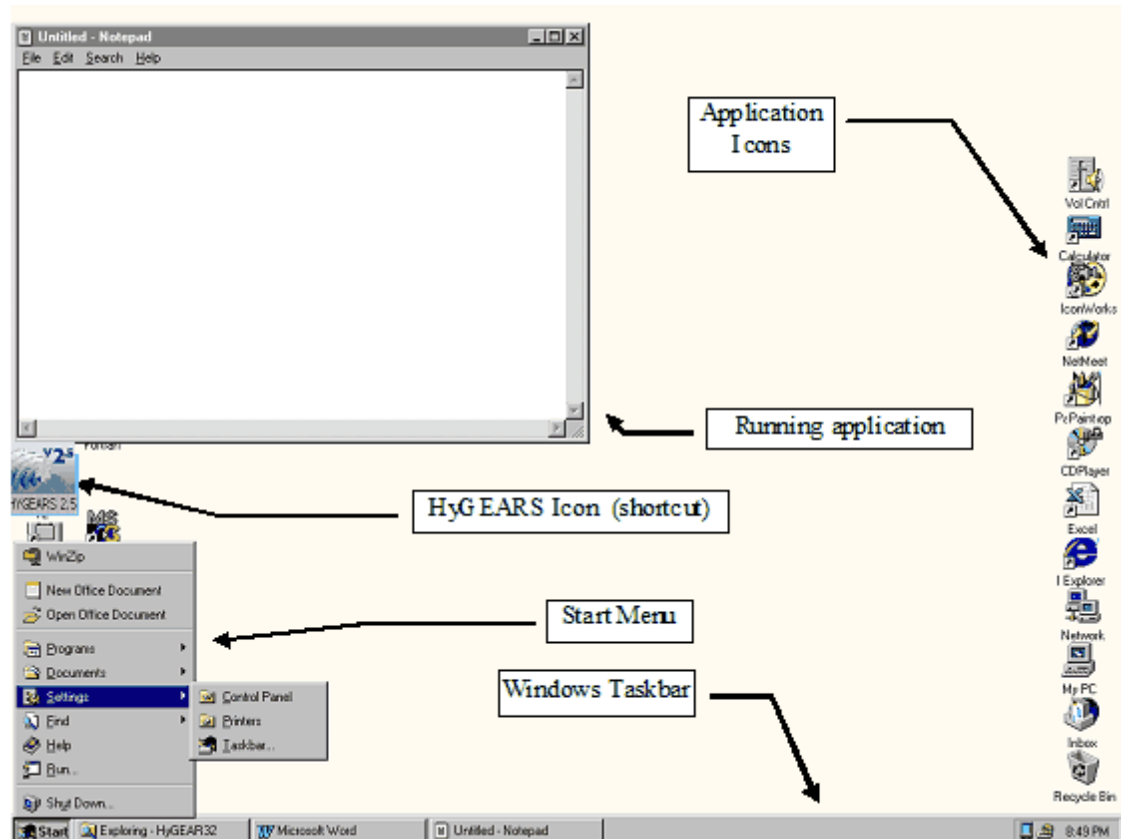 Untitled - Notepad
File Edit Search Help
Application
Icons
Vol Cntrl
Calculator
IconWorks
NetMeet
Running application
CDPlayer
V2.5
HYGEARS 2.5
HyGEARS Icon (shortcut)
Excel
MS
WinZip
I Explorer
New Office Document
Open Office Document
Start Menu
Network
Programs
Documents
Windows Taskbar
My PC
Settings
Control Panel
Find
Printers
Inbox
Help
Taskbar...
Run...
Recycle Bin
Shut Down...
Start
Exploring - HyGEAR32
Microsoft Word
Untitled - Notepad
8:49 PM